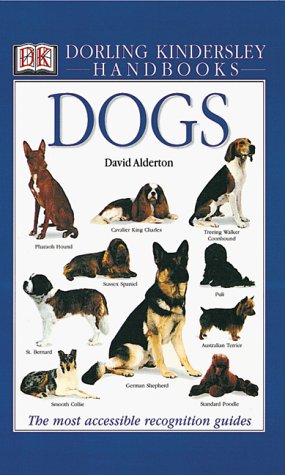 DK
DORLING KINDERSLEY
HANDBOOKS
DOGS
David Alderton
Pharaoh Hound
Cavalier King Charles
Treeing Walker
Coonhound
Sussex Spaniel
Puli
St. Bernard
Australian Terrier
German Shepherd
Smooth Collie
Standard Poodle
The most accessible recognition guides